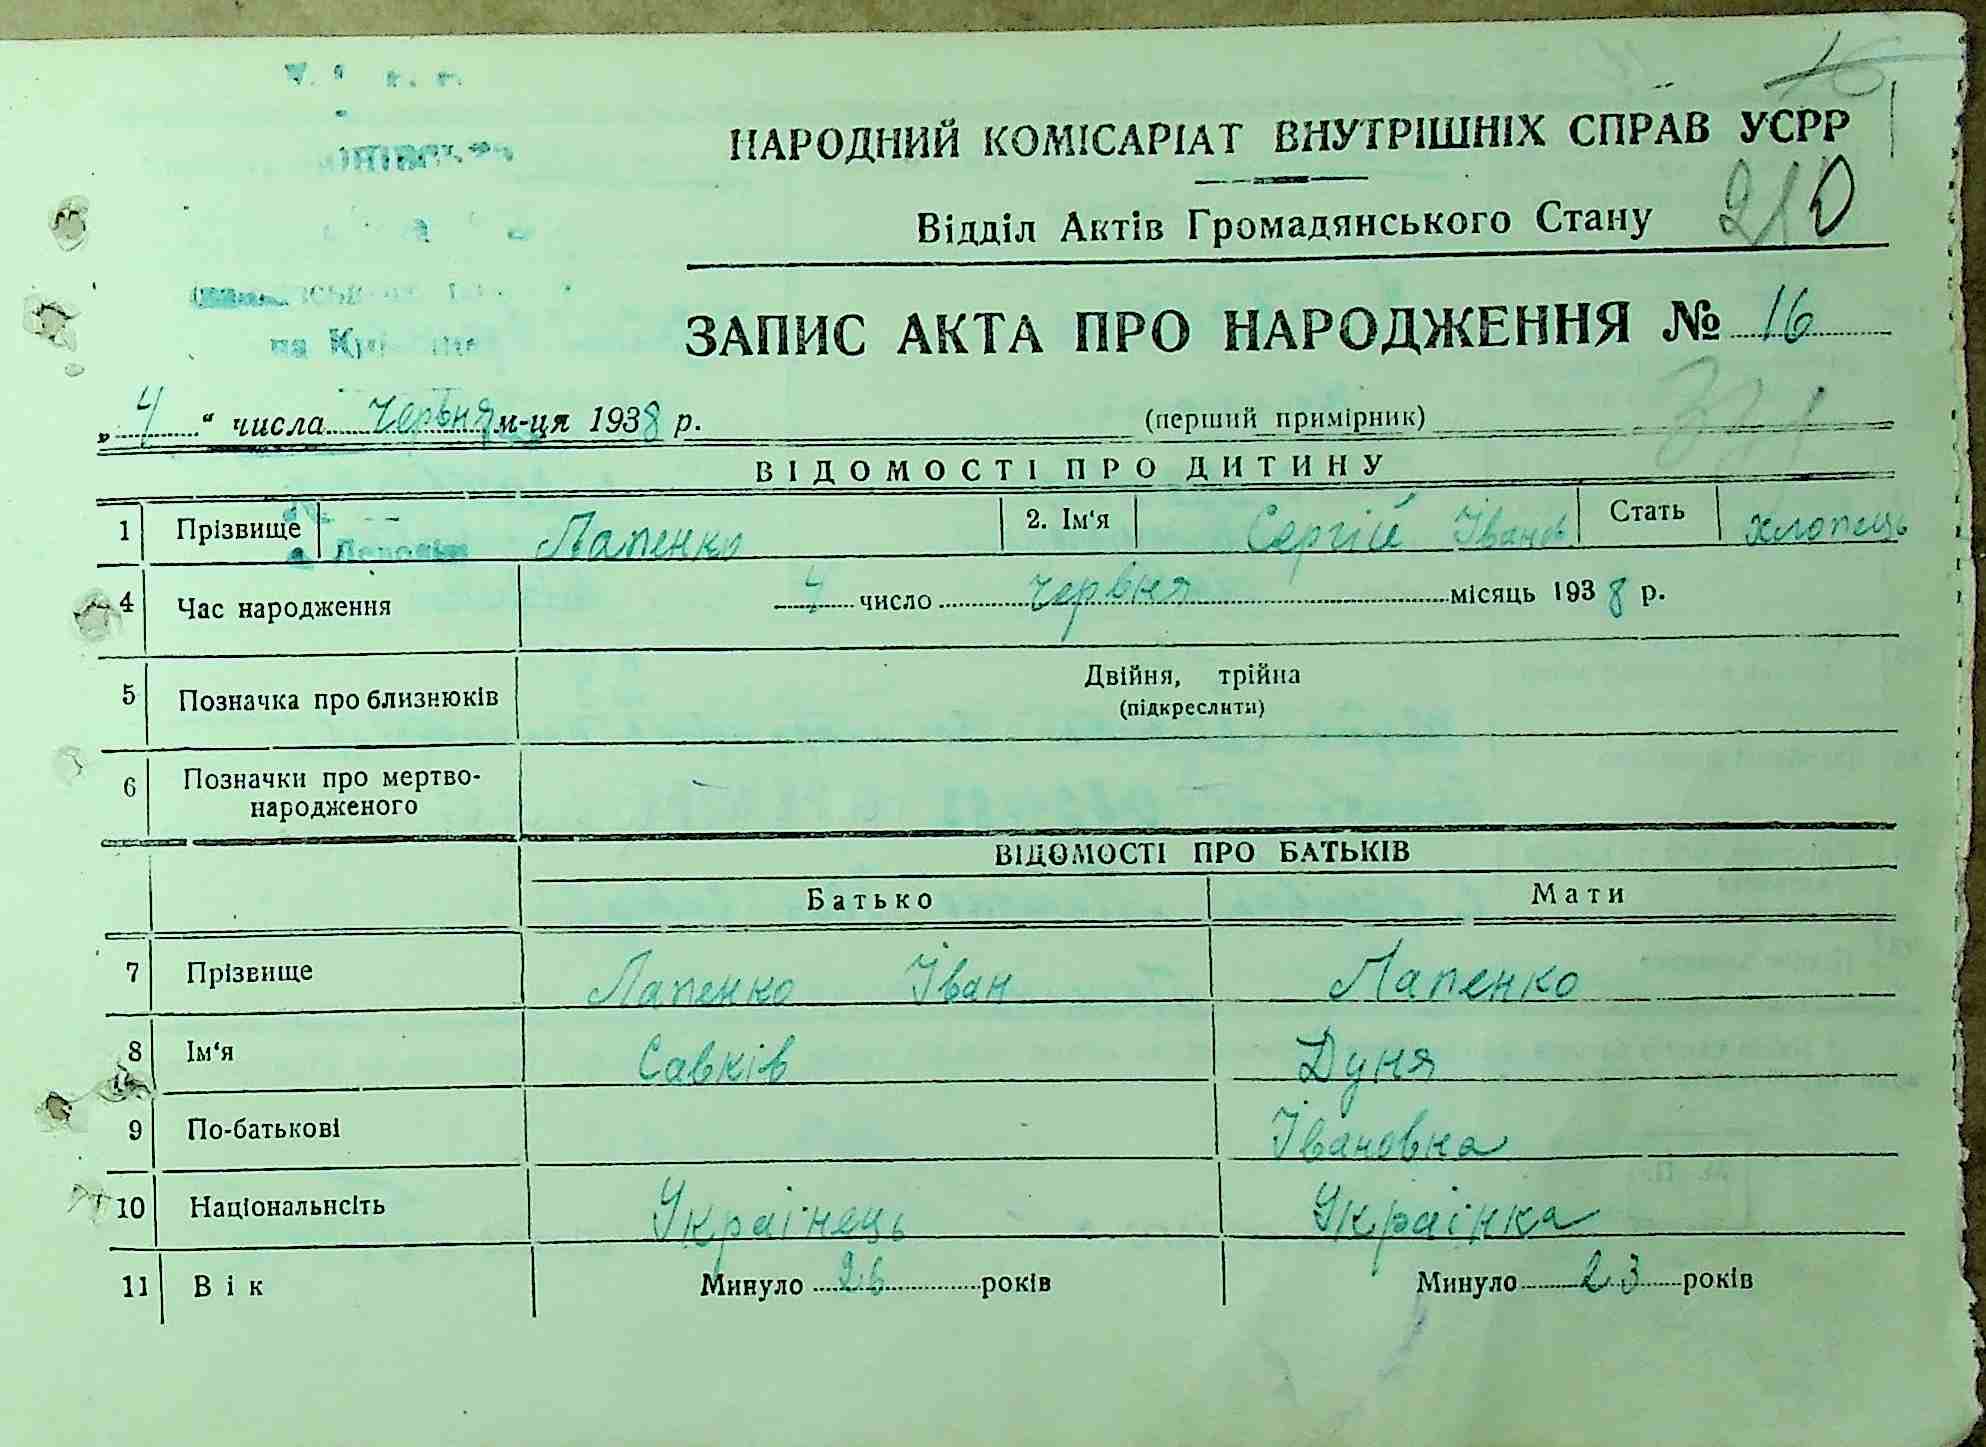 16
НАРОДНИЙ КОМІСАРІАТ ВНУТРІШНІХ СПРАВ УСРР
Відділ Актів Громадянського Стану 210
ЗАПИС АКТА ПРО НАРОДЖЕННЯ № 16
на
„4" числа Червня м-ця 1938 р. (перший примірник)
ВІДОМОСТІ ПРО ДИТИНУ
1 Прізвище Лапенко 2. Ім'я Сергій Іванов Стать хлопець
4 Час народження 4 число червня місяць 1938 р.
5 Позначка про близнюків Двійня, трійна
(підкреслити)
6 Позначки про мертво-
народженого —
ВІДОМОСТІ ПРО БАТЬКІВ
Батько Мати
7 Прізвище Лапенко Іван Лапенко
8 Ім'я Савків Дуня
9 По-батькові Івановна
10 Національнсіть Украінець Украінка
11 Вік Минуло 26 років Минуло 23 років